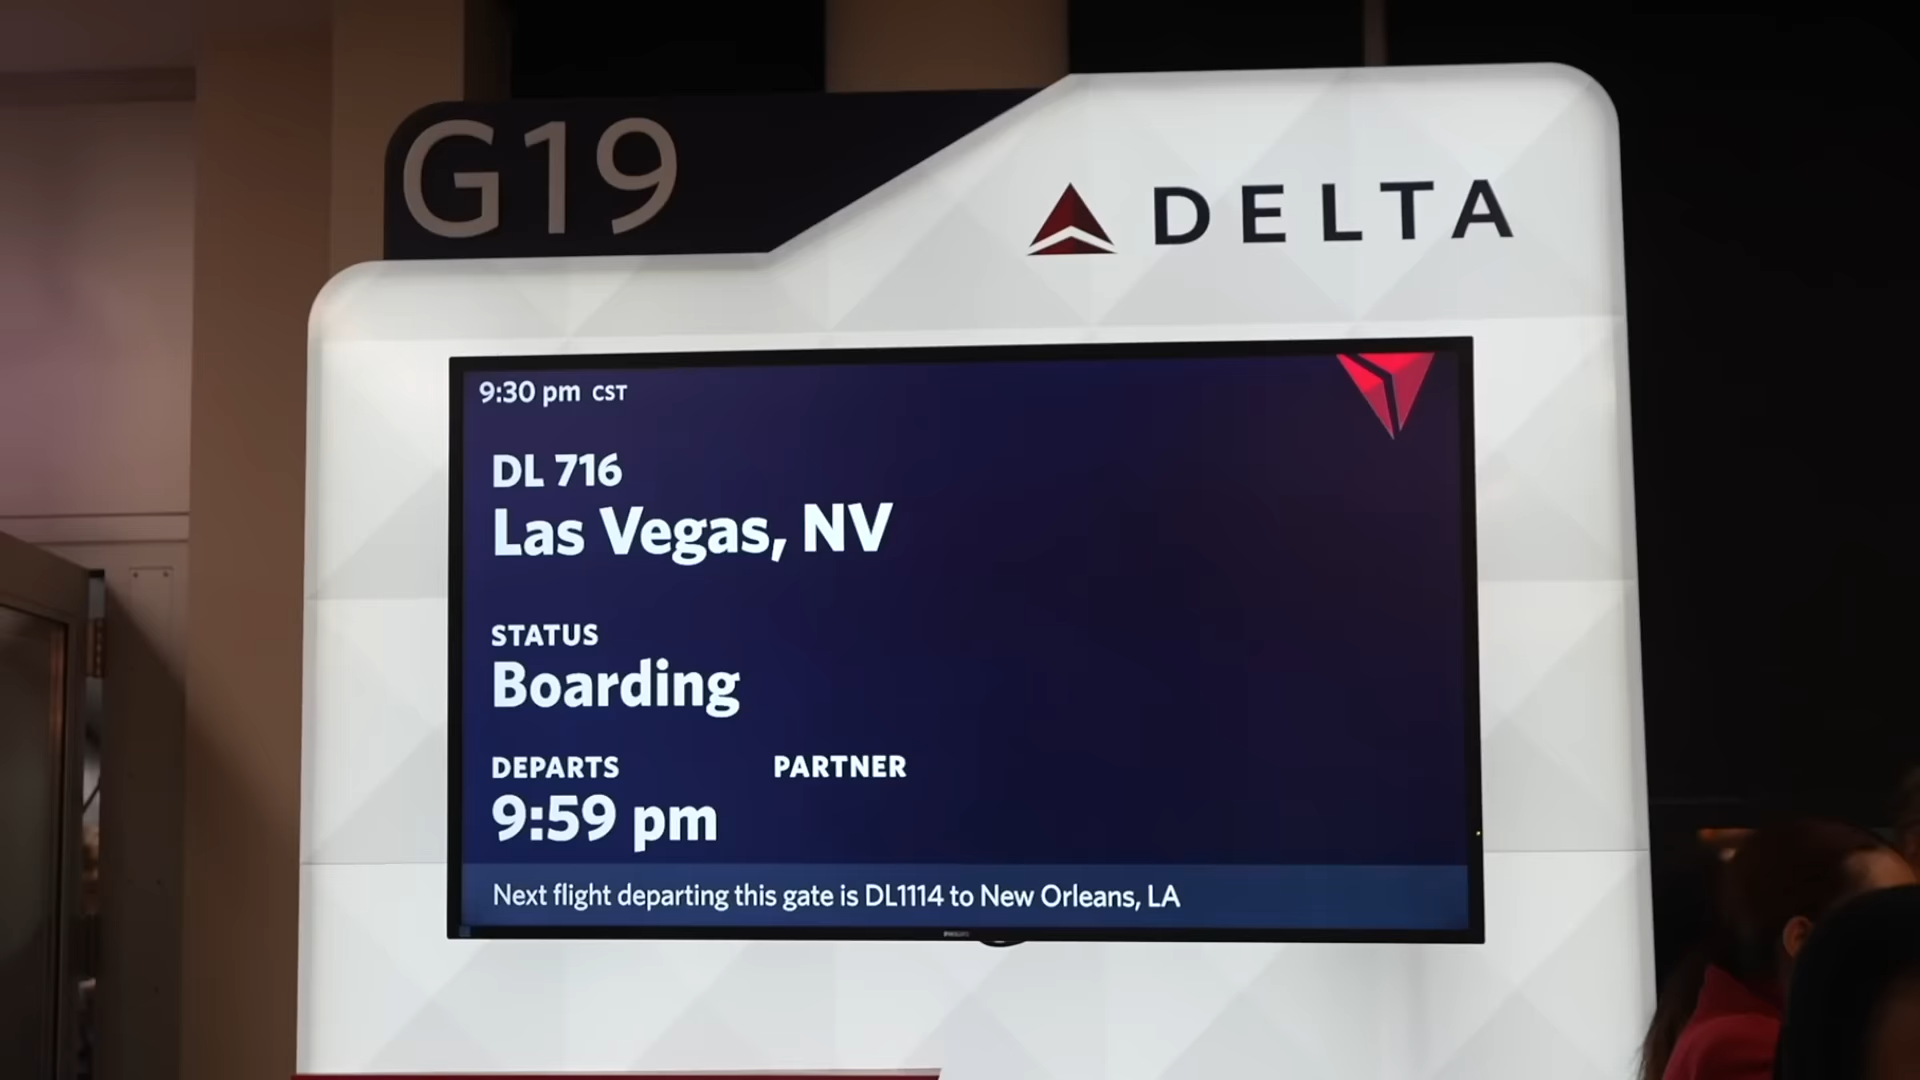 G19
DELTA
9:30 pm CST
DL 716
Las Vegas, NV
STATUS
Boarding
DEPARTS PARTNER
9:59 pm
Next flight departing this gate is DL1114 to New Orleans, LA
PHILIPS